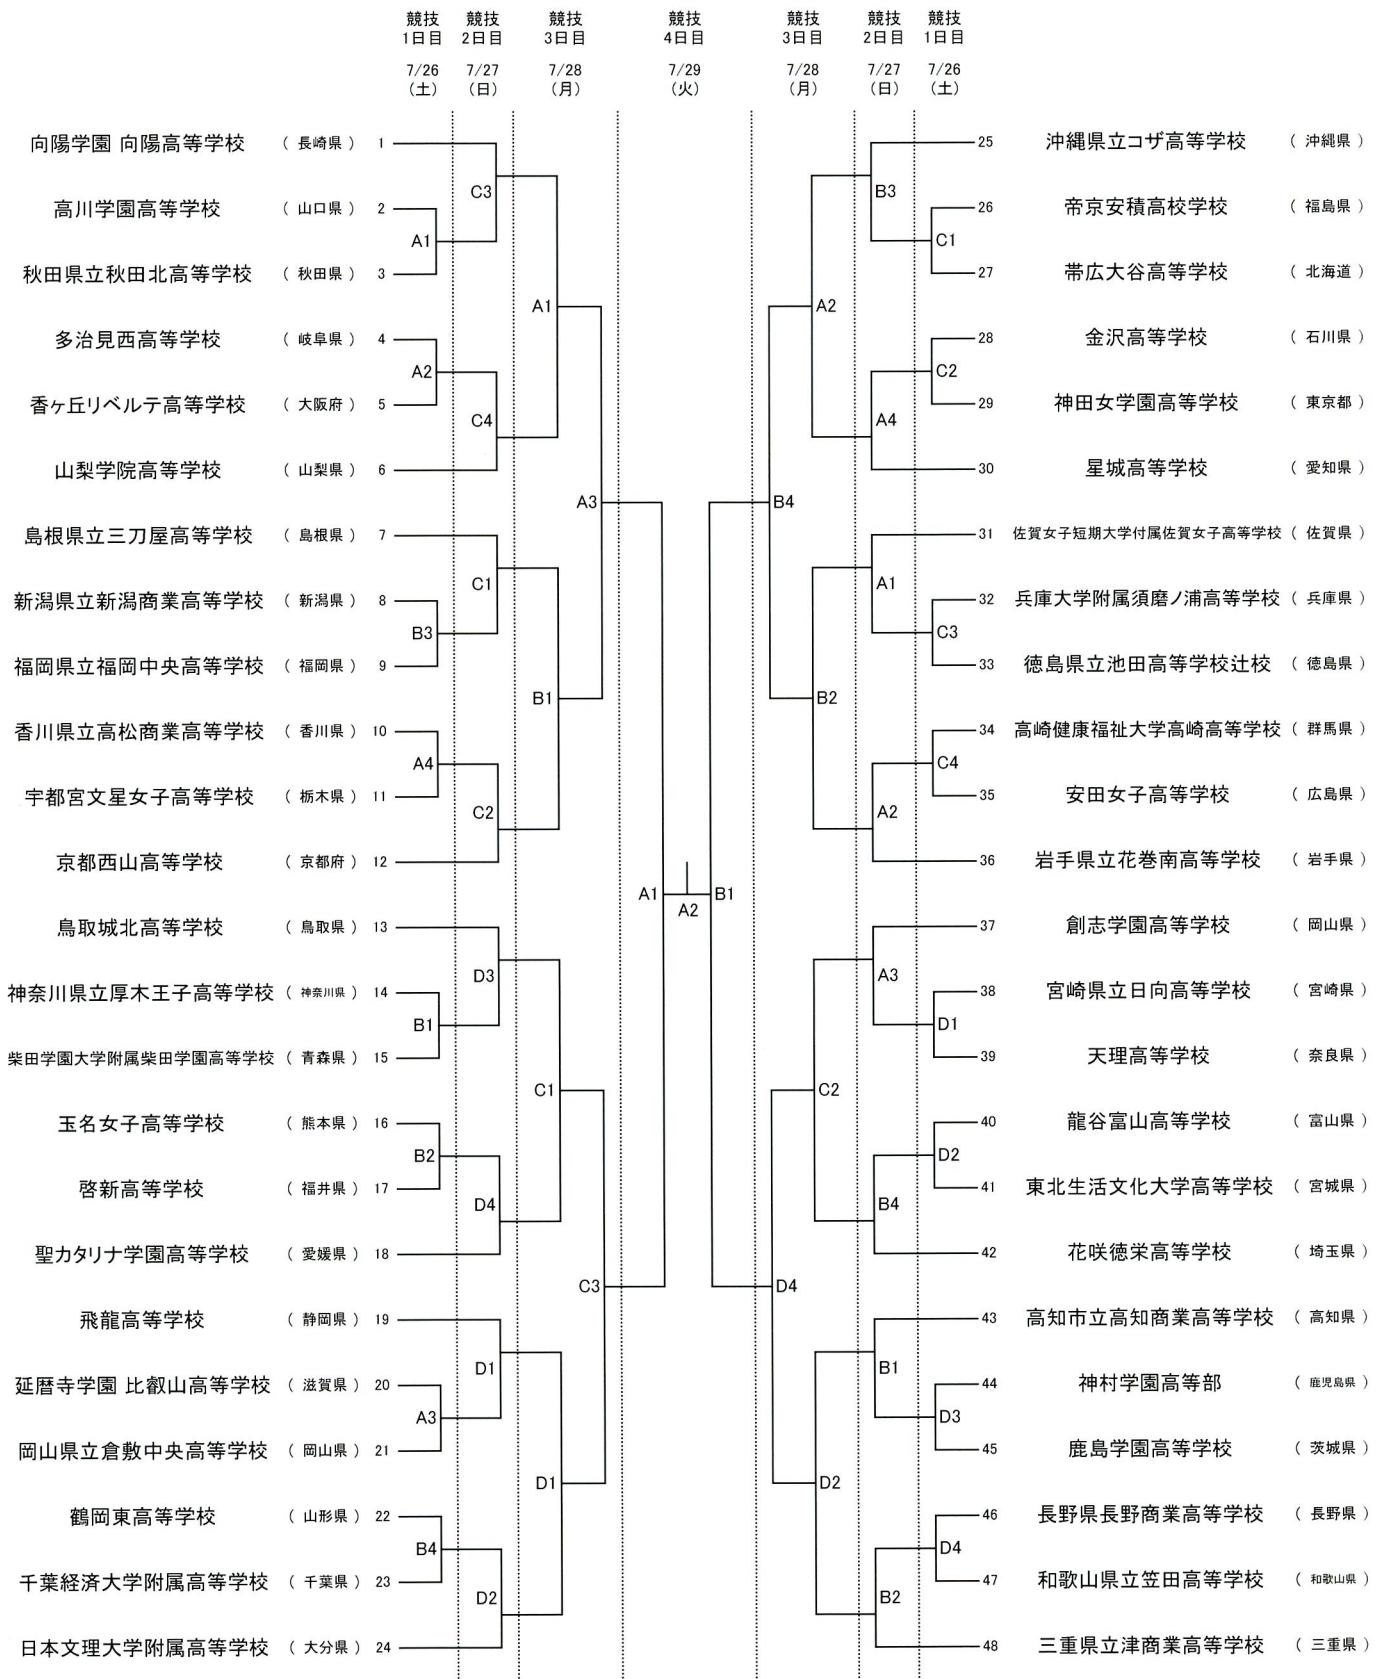 競技 競技 競技 競技 競技 競技 競技
1日目 2日目 3日目 4日目 3日目 2日目 1日目
7/26 7/27 7/28 7/29 7/28 7/27 7/26
(土) (日) (月) (火) (月) (日) (土)
向陽学園 向陽高等学校 ( 長崎県 ) 1
C3
高川学園高等学校 ( 山口県 ) 2
A1
秋田県立秋田北高等学校 ( 秋田県 ) 3
A1
多治見西高等学校 ( 岐阜県 ) 4
A2
香ヶ丘リベルテ高等学校 ( 大阪府 ) 5
C4
山梨学院高等学校 ( 山梨県 ) 6
A3
島根県立三刀屋高等学校 ( 島根県 ) 7
C1
新潟県立新潟商業高等学校 ( 新潟県 ) 8
B3
福岡県立福岡中央高等学校 ( 福岡県 ) 9
B1
香川県立高松商業高等学校 ( 香川県 ) 10
A4
宇都宮文星女子高等学校 ( 栃木県 ) 11
C2
京都西山高等学校 ( 京都府 ) 12
A1 A2 B1
鳥取城北高等学校 ( 鳥取県 ) 13
D3
神奈川県立厚木王子高等学校 ( 神奈川県 ) 14
B1
柴田学園大学附属柴田学園高等学校 ( 青森県 ) 15
C1
玉名女子高等学校 ( 熊本県 ) 16
B2
啓新高等学校 ( 福井県 ) 17
D4
聖カタリナ学園高等学校 ( 愛媛県 ) 18
C3
飛龍高等学校 ( 静岡県 ) 19
D1
延暦寺学園 比叡山高等学校 ( 滋賀県 ) 20
A3
岡山県立倉敷中央高等学校 ( 岡山県 ) 21
D1
鶴岡東高等学校 ( 山形県 ) 22
B4
千葉経済大学附属高等学校 ( 千葉県 ) 23
D2
日本文理大学附属高等学校 ( 大分県 ) 24
25 沖縄県立コザ高等学校 ( 沖縄県 )
B3
26 帝京安積高校学校 ( 福島県 )
C1
27 帯広大谷高等学校 ( 北海道 )
A2
28 金沢高等学校 ( 石川県 )
C2
29 神田女学園高等学校 ( 東京都 )
A4
30 星城高等学校 ( 愛知県 )
B4
31 佐賀女子短期大学付属佐賀女子高等学校 ( 佐賀県 )
A1
32 兵庫大学附属須磨ノ浦高等学校 ( 兵庫県 )
C3
33 徳島県立池田高等学校辻校 ( 徳島県 )
B2
34 高崎健康福祉大学高崎高等学校 ( 群馬県 )
C4
35 安田女子高等学校 ( 広島県 )
A2
36 岩手県立花巻南高等学校 ( 岩手県 )
37 創志学園高等学校 ( 岡山県 )
A3
38 宮崎県立日向高等学校 ( 宮崎県 )
D1
39 天理高等学校 ( 奈良県 )
C2
40 龍谷富山高等学校 ( 富山県 )
D2
41 東北生活文化大学高等学校 ( 宮城県 )
B4
42 花咲徳栄高等学校 ( 埼玉県 )
D4
43 高知市立高知商業高等学校 ( 高知県 )
B1
44 神村学園高等部 ( 鹿児島県 )
D3
45 鹿島学園高等学校 ( 茨城県 )
D2
46 長野県長野商業高等学校 ( 長野県 )
D4
47 和歌山県立笠田高等学校 ( 和歌山県 )
B2
48 三重県立津商業高等学校 ( 三重県 )